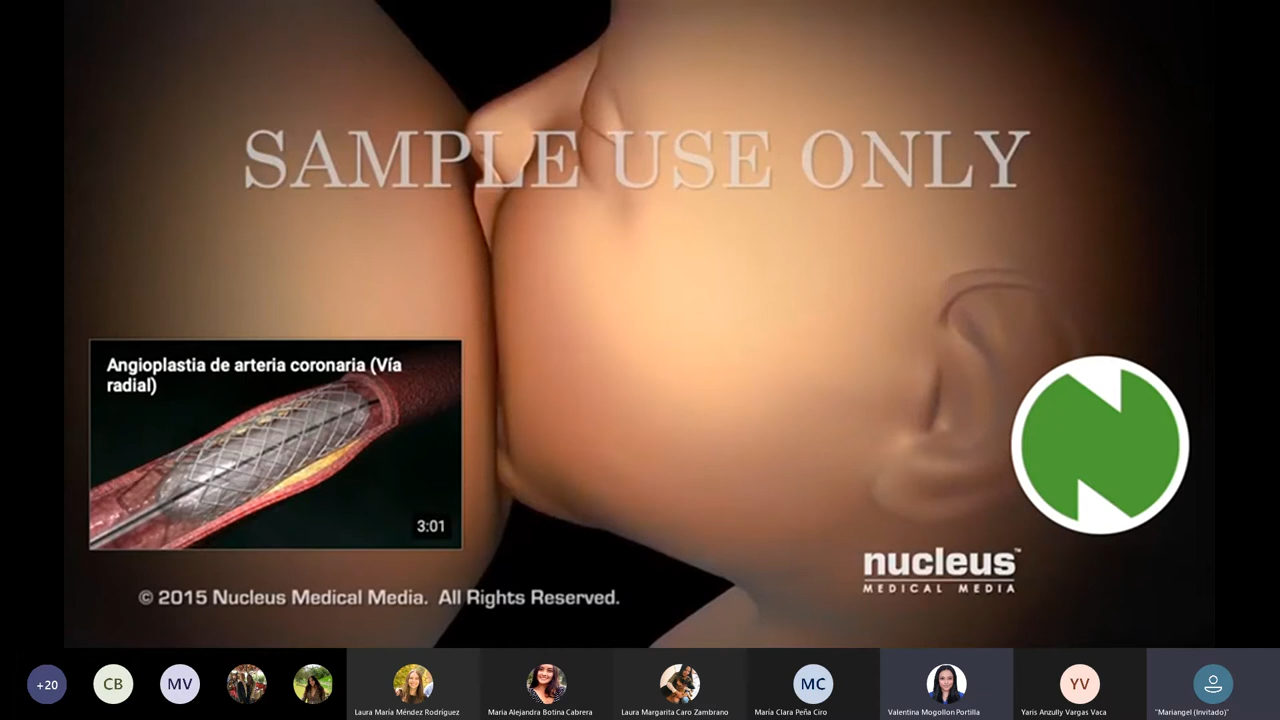 SAMPLE USE ONLY
Angioplastia de arteria coronaria (Vía
radial)
3:01
nucleus™
MEDICAL MEDIA
© 2015 Nucleus Medical Media. All Rights Reserved.
+20
CB
MV
Laura María Méndez Rodríguez
Maria Alejandra Botina Cabrera
Laura Margarita Caro Zambrano
MC
María Clara Peña Ciro
Valentina Mogollon Portilla
YV
Yaris Anzully Vargas Vaca
"Mariangel (Invitado)"